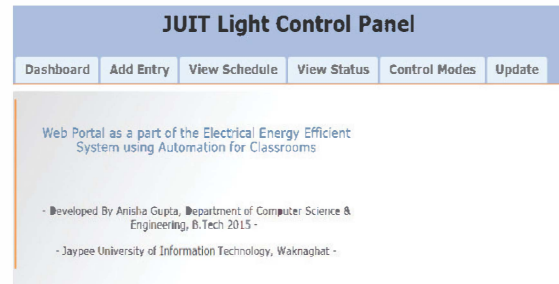 JUIT Light Control Panel
Dashboard Add Entry View Schedule View Status Control Modes Update
Web Portal as a part of the Electrical Energy Efficient
System using Automation for Classrooms
- Developed By Anisha Gupta, Department of Computer Science &
Engineering, B.Tech 2015 -
- Jaypee University of Information Technology, Waknaghat -